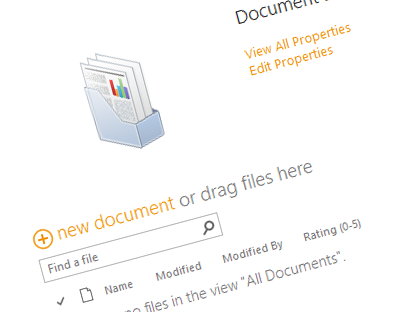 Document
View All Properties
Edit Properties
new document or drag files here
Find a file
Name Modified Modified By Rating (0-5)
no files in the view "All Documents".